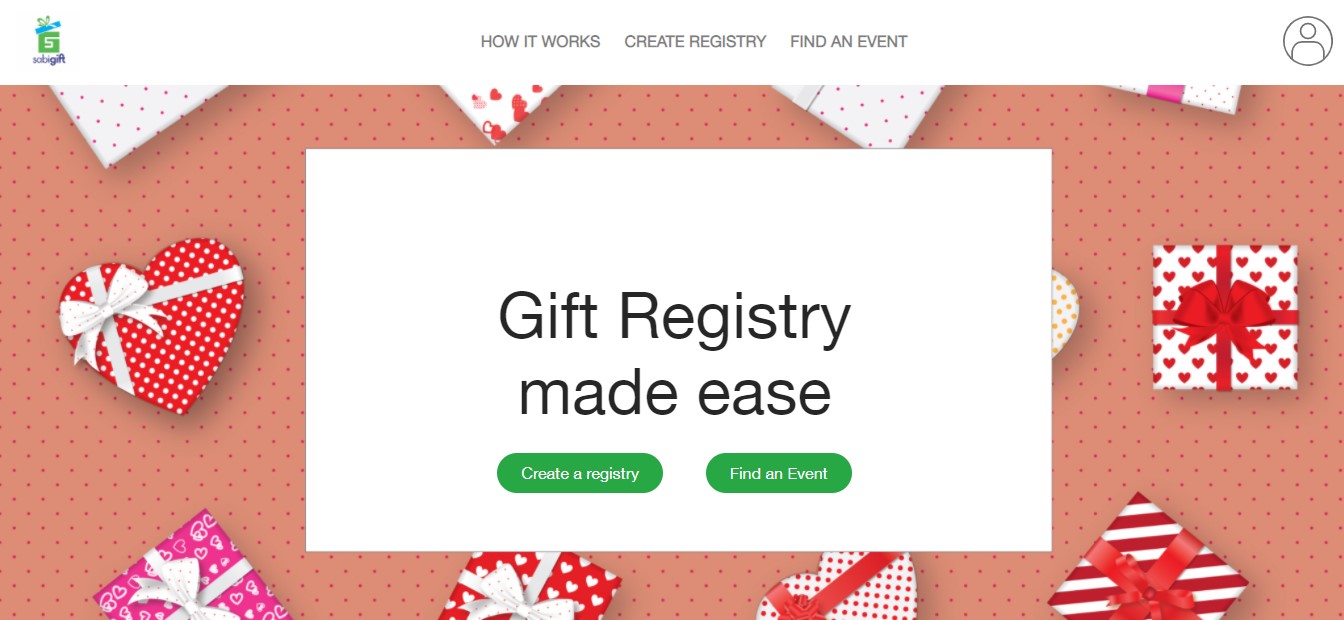 sabigift
HOW IT WORKS CREATE REGISTRY FIND AN EVENT
Gift Registry
made ease
Create a registry Find an Event